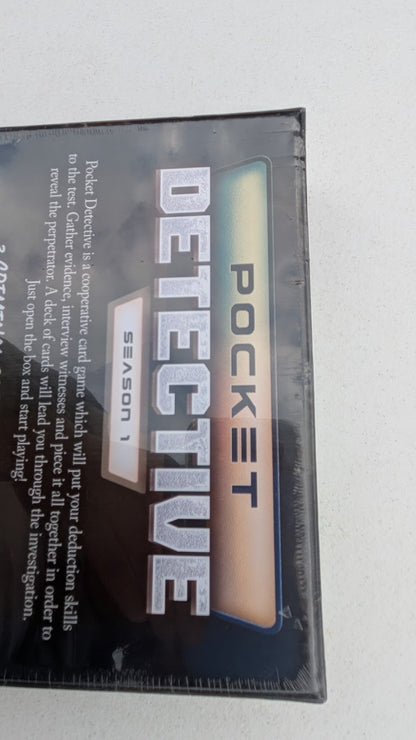 POCKET
DETECTIVE
SEASON 1
Pocket Detective is a cooperative card game which will put your deduction skills
to the test. Gather evidence, interview witnesses and piece it all together in order to
reveal the perpetrator. A deck of cards will lead you through the investigation.
Just open the box and start playing!